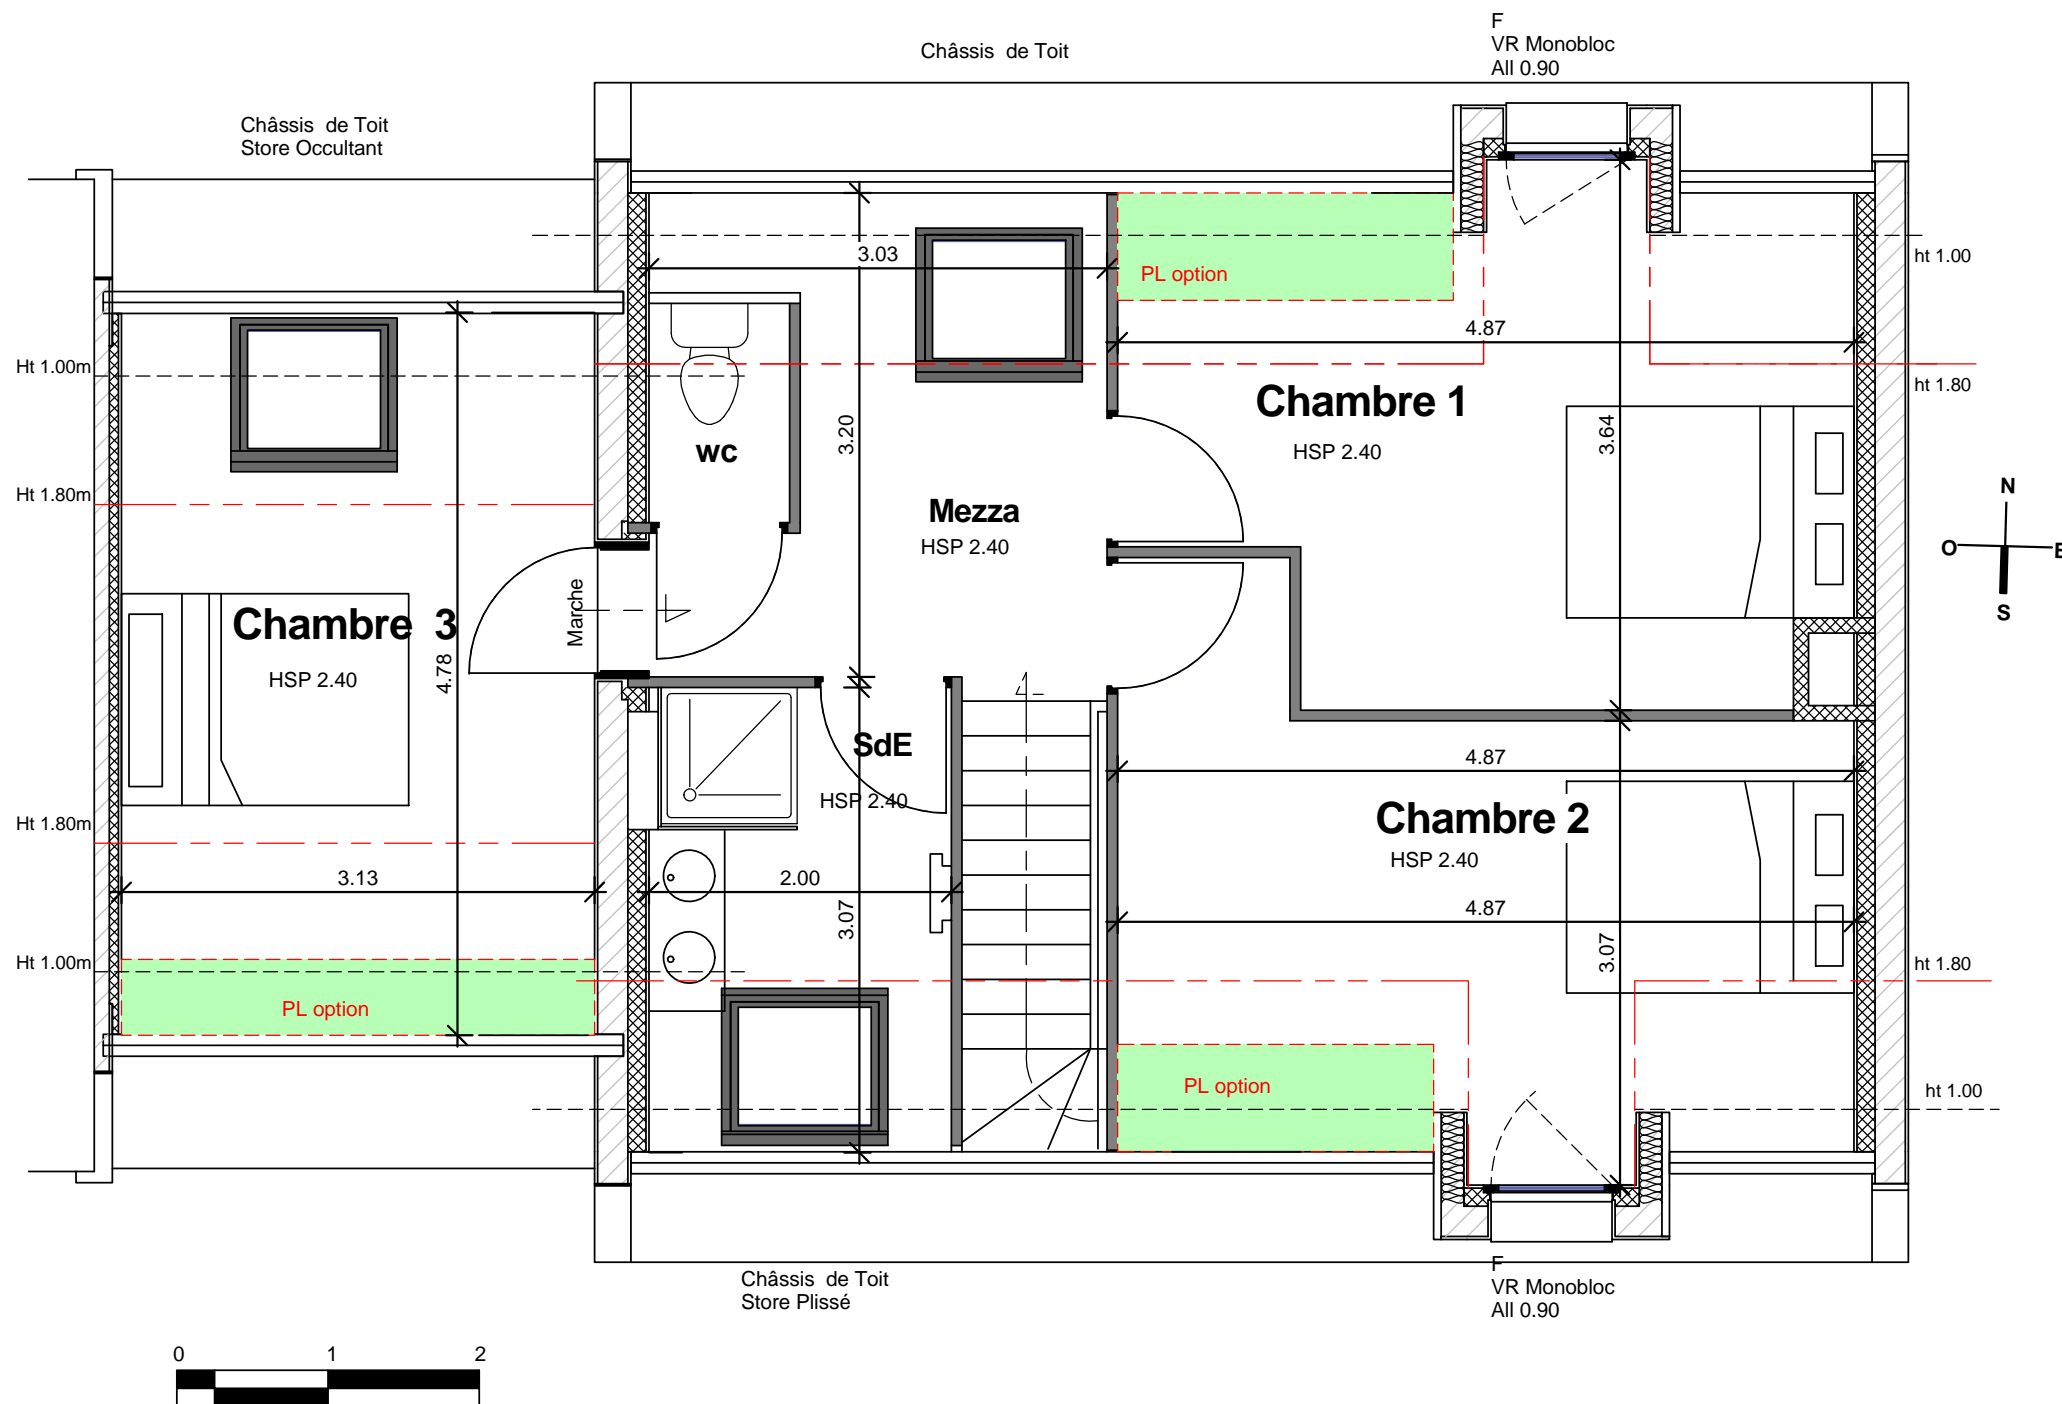 F
VR Monobloc
All 0.90
Châssis de Toit
Châssis de Toit
Store Occultant
3.03
PL option
ht 1.00
4.87
Ht 1.00m
ht 1.80
Chambre 1
HSP 2.40
3.20
3.64
wc
Ht 1.80m
Mezza
HSP 2.40
N
O
E
S
Marche
Chambre 3
HSP 2.40
4.78
SdE
HSP 2.40
4.87
Chambre 2
HSP 2.40
Ht 1.80m
3.13
2.00
3.07
4.87
3.07
Ht 1.00m
ht 1.80
PL option
PL option
ht 1.00
Châssis de Toit
Store Plissé
F
VR Monobloc
All 0.90
0 1 2